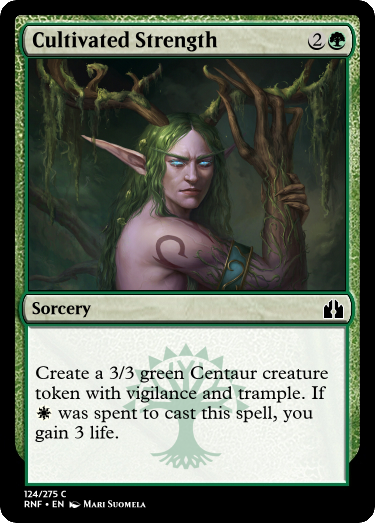 Cultivated Strength 2
Sorcery
Create a 3/3 green Centaur creature
token with vigilance and trample. If
was spent to cast this spell, you
gain 3 life.
124/275 C
RNF • EN Mari Suomela